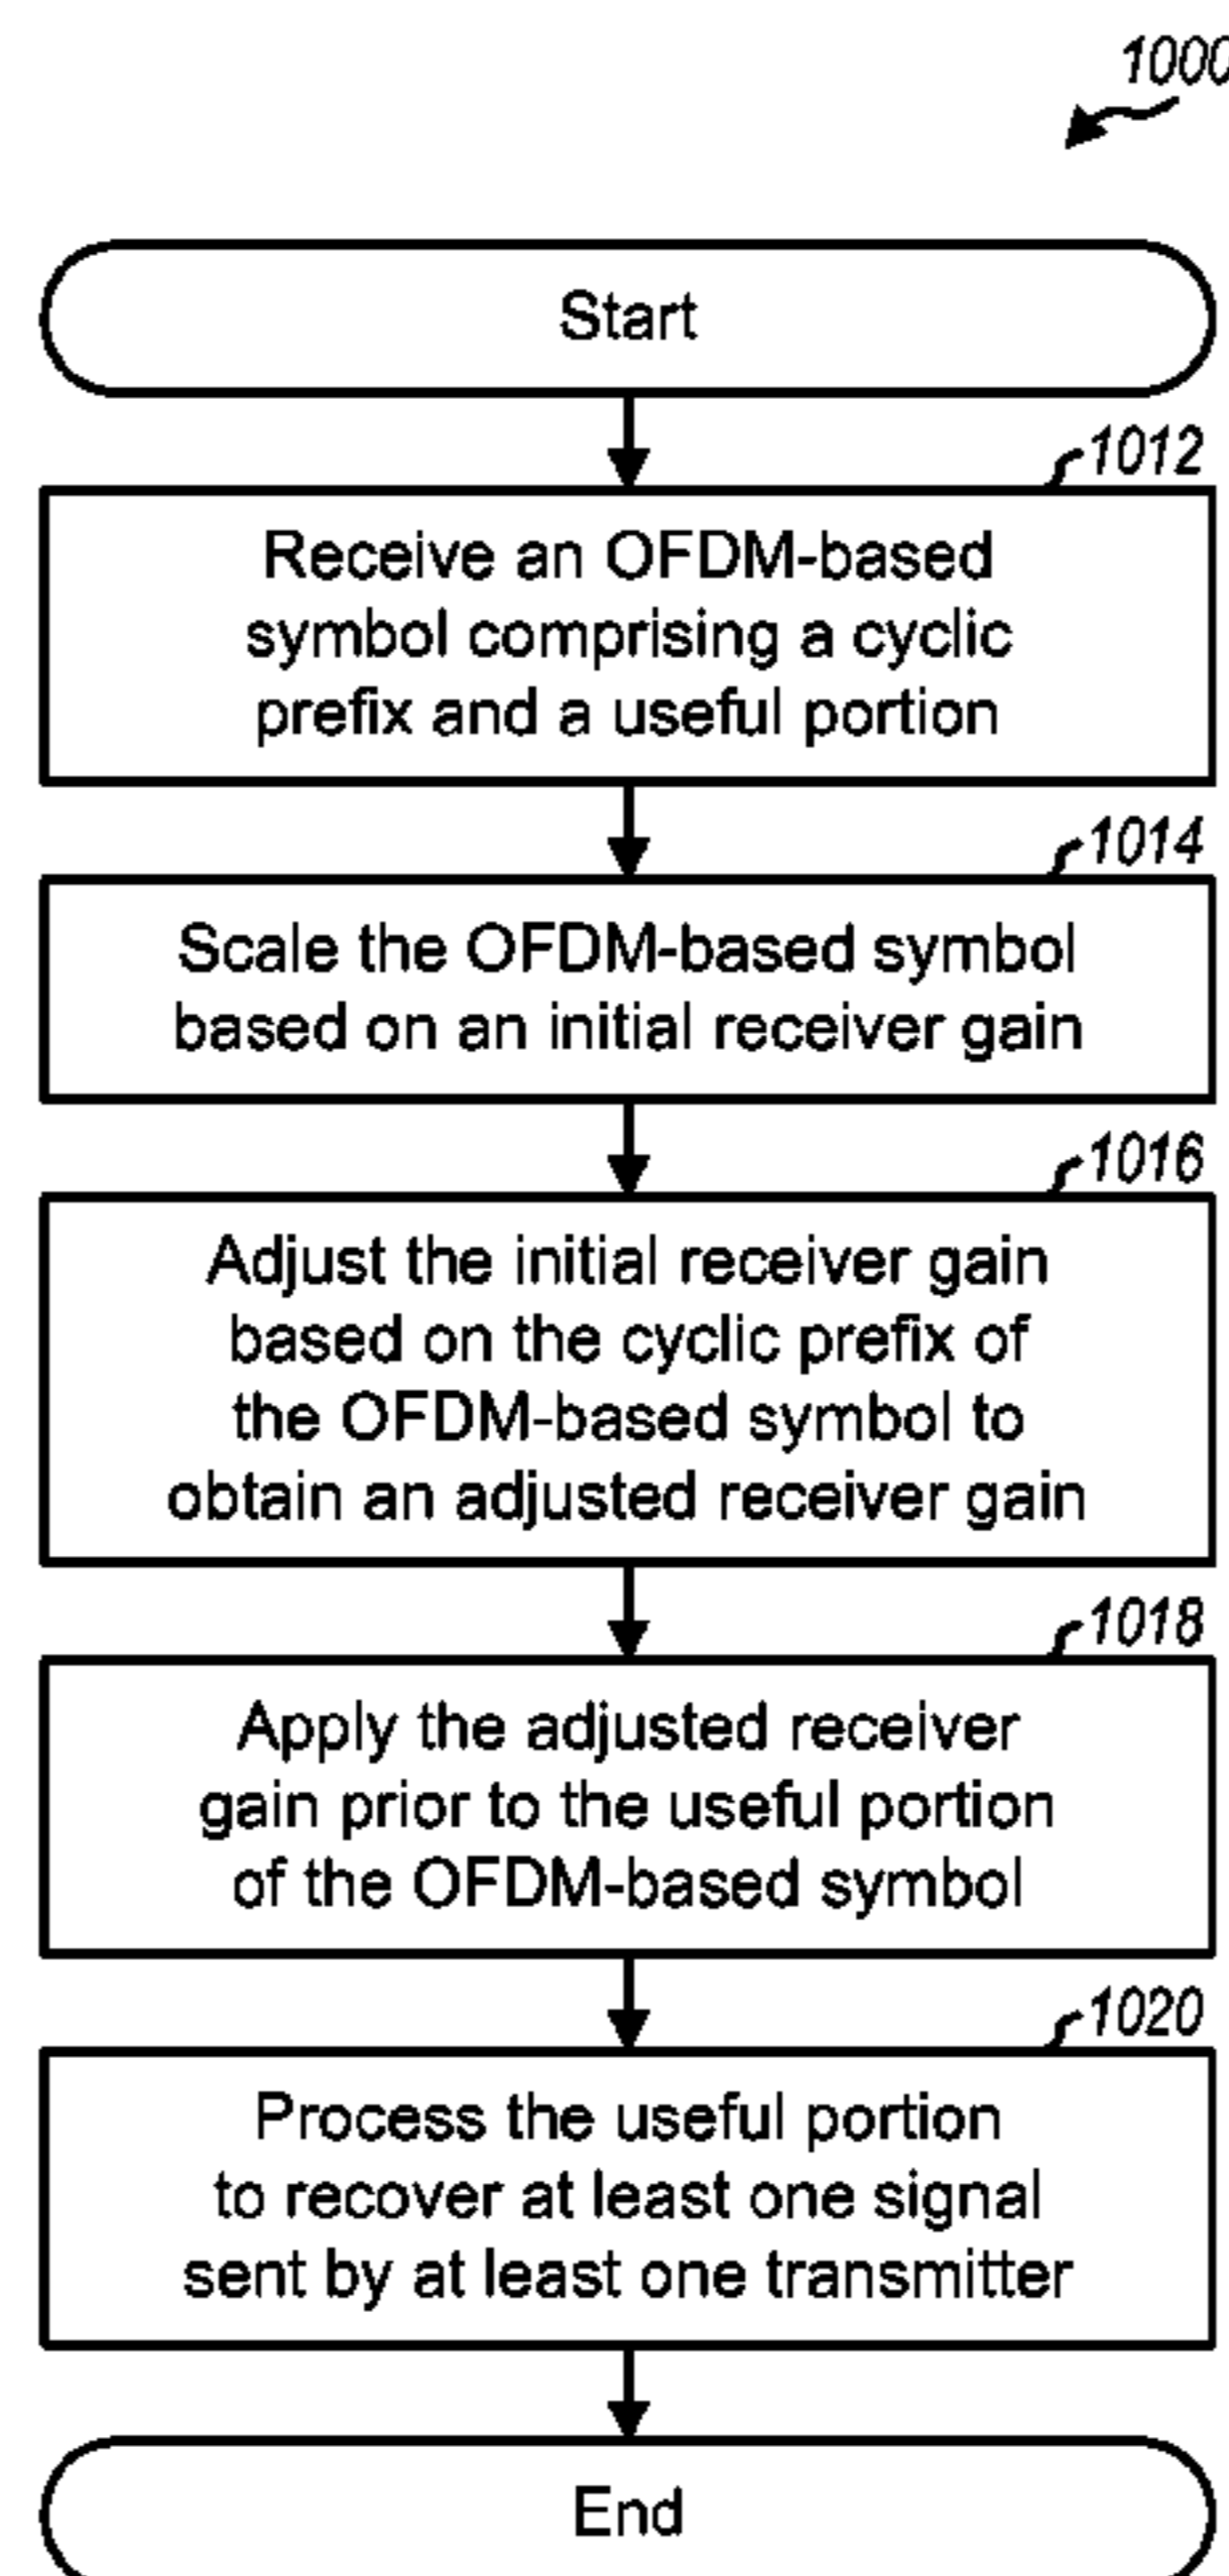 1000
Start
1012
Receive an OFDM-based
symbol comprising a cyclic
prefix and a useful portion
1014
Scale the OFDM-based symbol
based on an initial receiver gain
1016
Adjust the initial receiver gain
based on the cyclic prefix of
the OFDM-based symbol to
obtain an adjusted receiver gain
1018
Apply the adjusted receiver
gain prior to the useful portion
of the OFDM-based symbol
1020
Process the useful portion
to recover at least one signal
sent by at least one transmitter
End